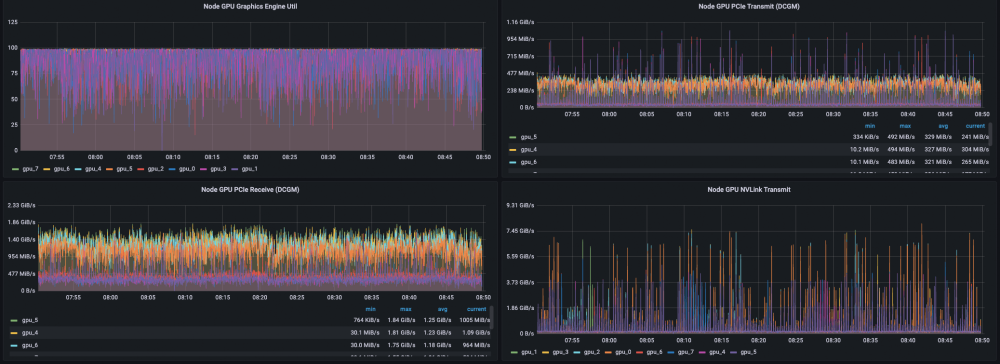 Node GPU Graphics Engine Util
125
100
75
50
25
0
07:55 08:00 08:05 08:10 08:15 08:20 08:25 08:30 08:35 08:40 08:45 08:50
gpu_7 gpu_6 gpu_4 gpu_5 gpu_2 gpu_0 gpu_3 gpu_1
Node GPU PCIe Transmit (DCGM)
1.16 GiB/s
954 MiB/s
715 MiB/s
477 MiB/s
238 MiB/s
0 B/s
07:55 08:00 08:05 08:10 08:15 08:20 08:25 08:30 08:35 08:40 08:45 08:50
min max avg current
gpu_5 334 KiB/s 492 MiB/s 329 MiB/s 241 MiB/s
gpu_4 10.2 MiB/s 494 MiB/s 327 MiB/s 304 MiB/s
gpu_6 10.1 MiB/s 483 MiB/s 321 MiB/s 265 MiB/s
Node GPU PCIe Receive (DCGM)
2.33 GiB/s
1.86 GiB/s
1.40 GiB/s
954 MiB/s
477 MiB/s
0 B/s
07:55 08:00 08:05 08:10 08:15 08:20 08:25 08:30 08:35 08:40 08:45 08:50
min max avg current
gpu_5 764 KiB/s 1.84 GiB/s 1.25 GiB/s 1005 MiB/s
gpu_4 30.1 MiB/s 1.81 GiB/s 1.23 GiB/s 1.09 GiB/s
gpu_6 30.0 MiB/s 1.75 GiB/s 1.18 GiB/s 964 MiB/s
Node GPU NVLink Transmit
9.31 GiB/s
7.45 GiB/s
5.59 GiB/s
3.73 GiB/s
1.86 GiB/s
0 B/s
07:55 08:00 08:05 08:10 08:15 08:20 08:25 08:30 08:35 08:40 08:45 08:50
gpu_1 gpu_3 gpu_2 gpu_0 gpu_6 gpu_7 gpu_4 gpu_5